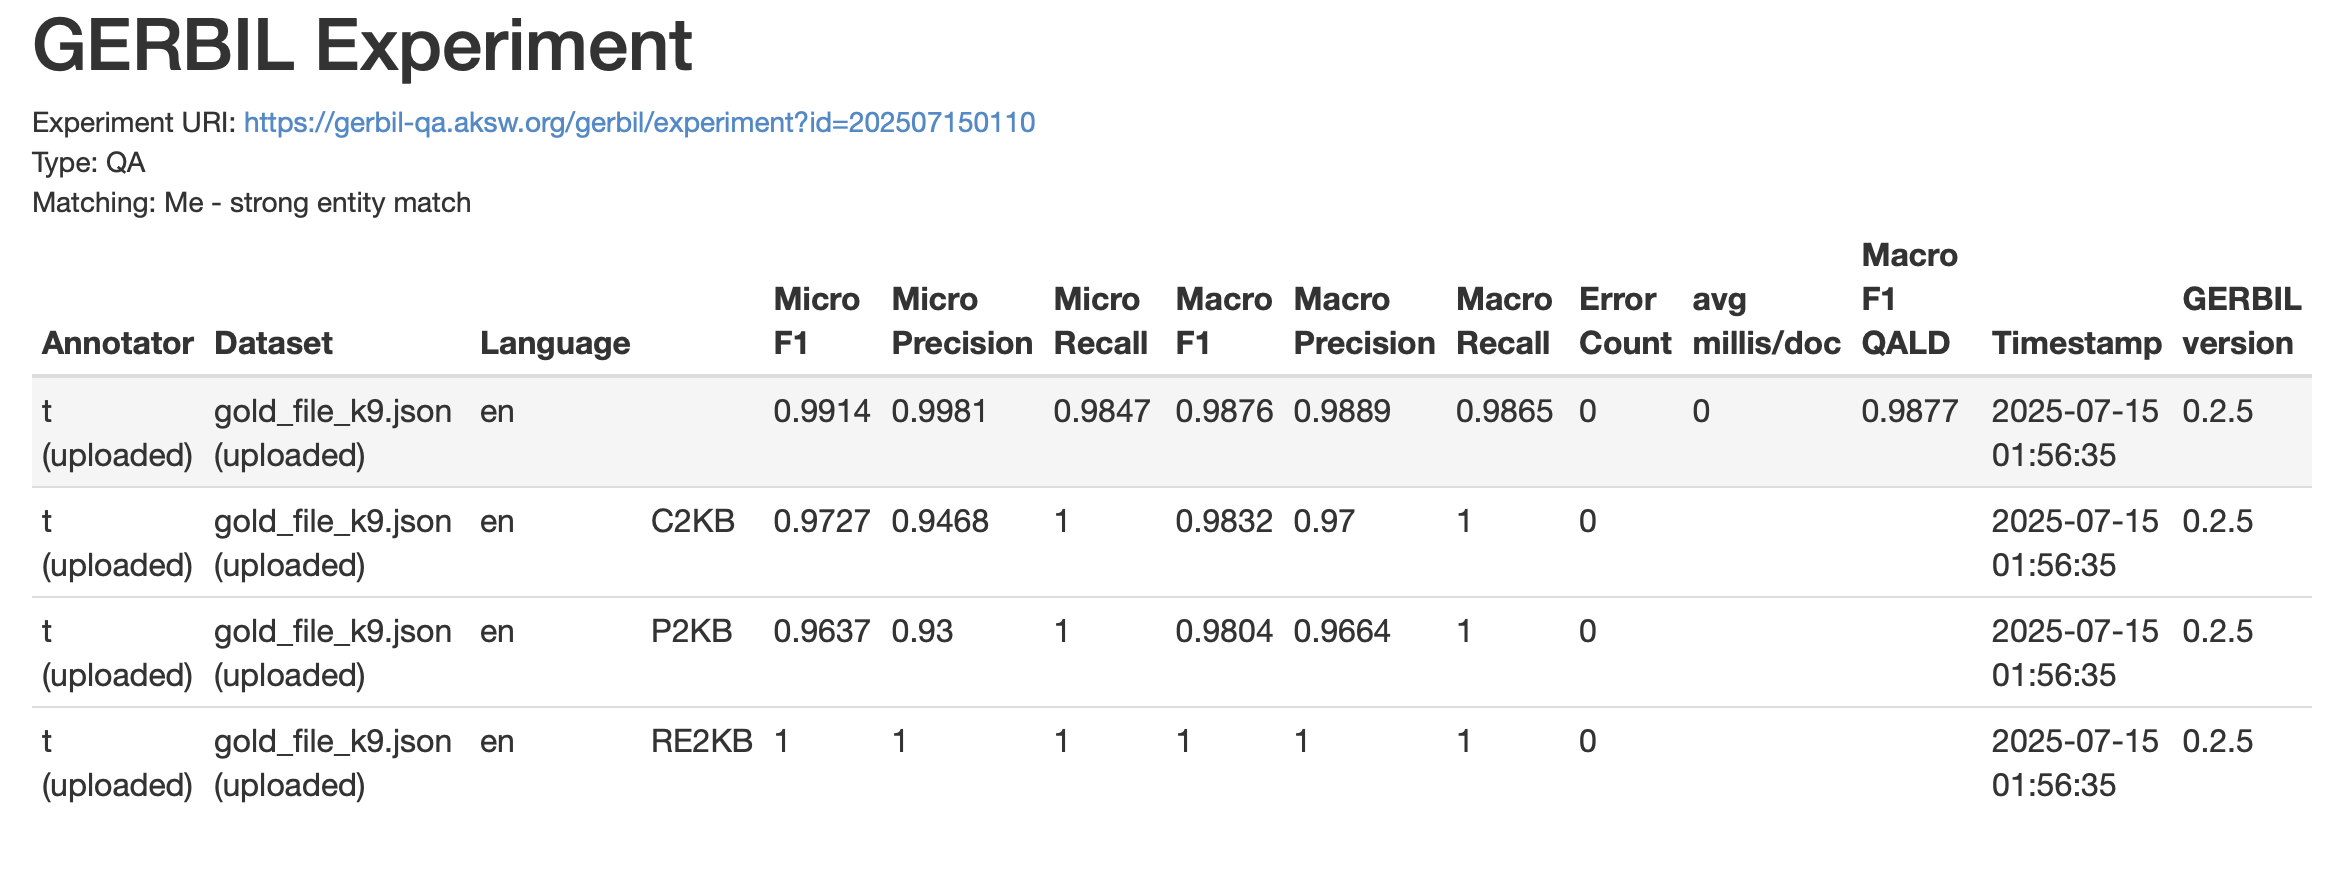 GERBIL Experiment
Experiment URI: https://gerbil-qa.aksw.org/gerbil/experiment?id=202507150110
Type: QA
Matching: Me - strong entity match
Annotator Dataset Language Micro F1 Micro Precision Micro Recall Macro F1 Macro Precision Macro Recall Error Count avg millis/doc Macro F1 QALD Timestamp GERBIL version
t (uploaded) gold_file_k9.json (uploaded) en 0.9914 0.9981 0.9847 0.9876 0.9889 0.9865 0 0 0.9877 2025-07-15 01:56:35 0.2.5
t (uploaded) gold_file_k9.json (uploaded) en C2KB 0.9727 0.9468 1 0.9832 0.97 1 0 2025-07-15 01:56:35 0.2.5
t (uploaded) gold_file_k9.json (uploaded) en P2KB 0.9637 0.93 1 0.9804 0.9664 1 0 2025-07-15 01:56:35 0.2.5
t (uploaded) gold_file_k9.json (uploaded) en RE2KB 1 1 1 1 1 1 0 2025-07-15 01:56:35 0.2.5